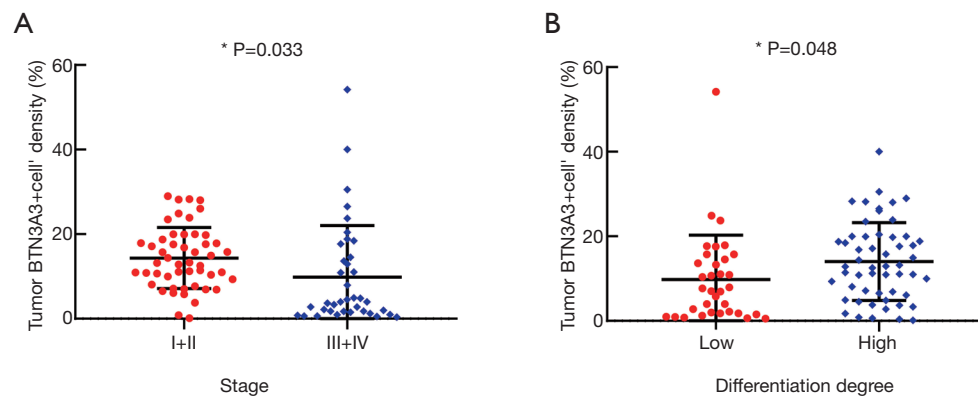 A
* P=0.033
Tumor BTN3A3+cell' density (%)
60
40
20
0
I+II
III+IV
Stage
B
* P=0.048
Tumor BTN3A3+cell' density (%)
60
40
20
0
Low
High
Differentiation degree